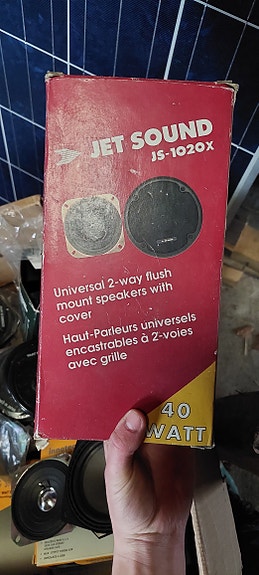 JET SOUND
JS-1020X
Universal 2-way flush
mount speakers with
cover
Haut-Parleurs universels
encastrables à 2-voies
avec grille
40
WATT